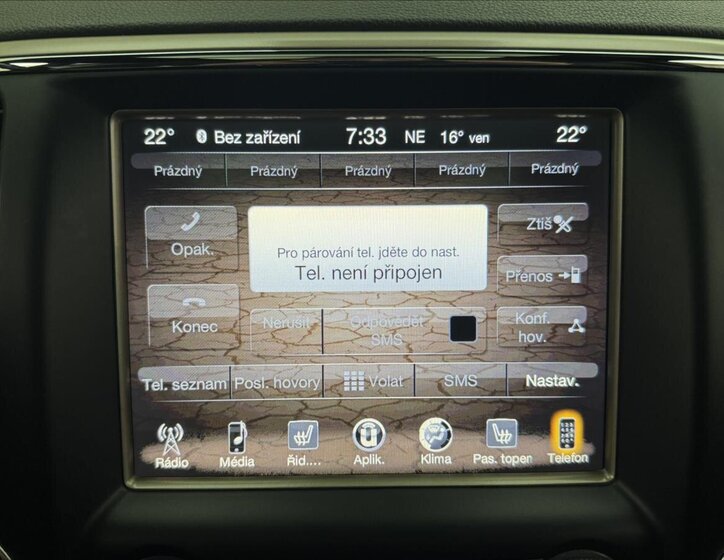 22° Bez zařízení 7:33 NE 16° ven 22°
Prázdný Prázdný Prázdný Prázdný Prázdný
Opak.
Pro párování tel. jděte do nast.
Tel. není připojen
Ztiš
Přenos
Konec
Nerušit
Odpovědět
SMS
Konf.
hov.
Tel. seznam Posl. hovory Volat SMS Nastav.
Rádio Média Řid.... Aplik. Klima Pas. toper Telefon